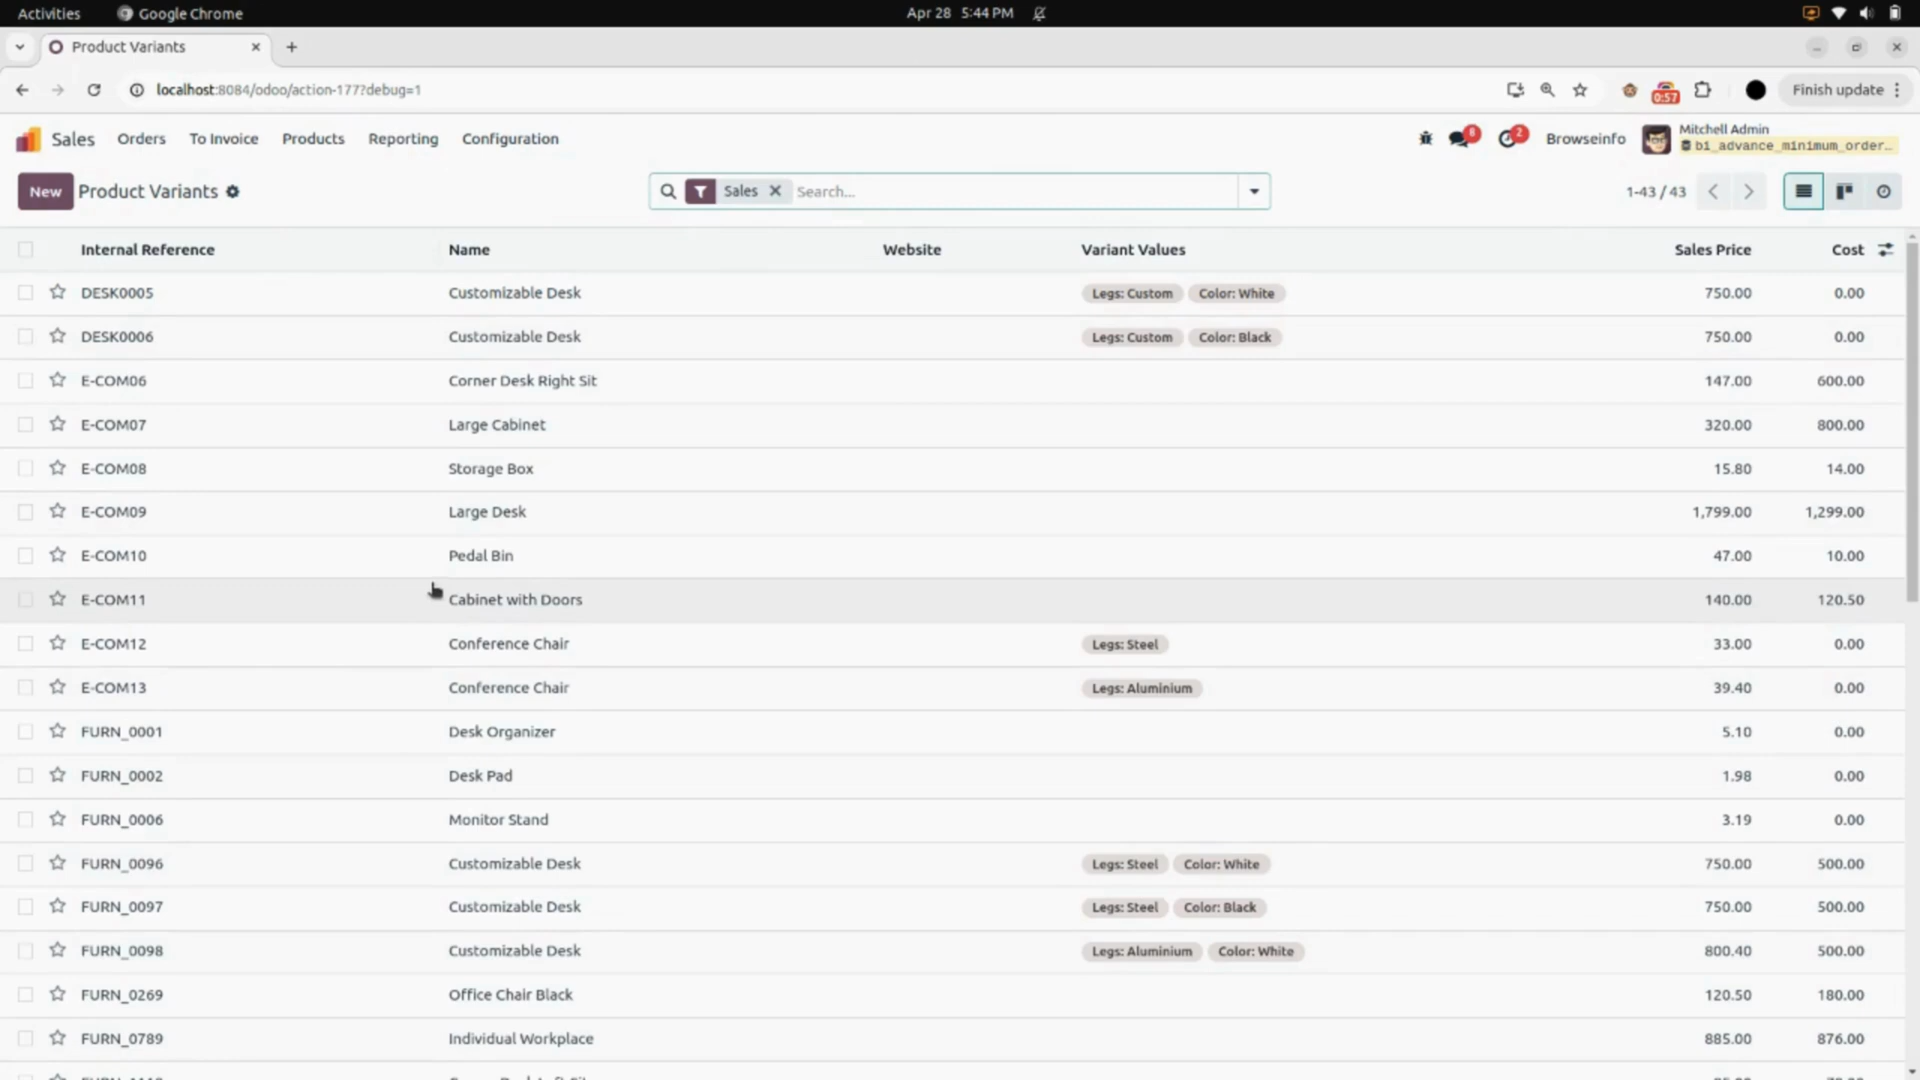 Activities Google Chrome Apr 28 5:44 PM
Product Variants
localhost:8084/odoo/action-177?debug=1 0:57 Finish update
Sales Orders To Invoice Products Reporting Configuration 8 2 Browseinfo Mitchell Admin
bi_advance_minimum_order...
New Product Variants Sales Search... 1-43 / 43
Internal Reference Name Website Variant Values Sales Price Cost
DESK0005 Customizable Desk Legs: Custom Color: White 750.00 0.00
DESK0006 Customizable Desk Legs: Custom Color: Black 750.00 0.00
E-COM06 Corner Desk Right Sit 147.00 600.00
E-COM07 Large Cabinet 320.00 800.00
E-COM08 Storage Box 15.80 14.00
E-COM09 Large Desk 1,799.00 1,299.00
E-COM10 Pedal Bin 47.00 10.00
E-COM11 Cabinet with Doors 140.00 120.50
E-COM12 Conference Chair Legs: Steel 33.00 0.00
E-COM13 Conference Chair Legs: Aluminium 39.40 0.00
FURN_0001 Desk Organizer 5.10 0.00
FURN_0002 Desk Pad 1.98 0.00
FURN_0006 Monitor Stand 3.19 0.00
FURN_0096 Customizable Desk Legs: Steel Color: White 750.00 500.00
FURN_0097 Customizable Desk Legs: Steel Color: Black 750.00 500.00
FURN_0098 Customizable Desk Legs: Aluminium Color: White 800.40 500.00
FURN_0269 Office Chair Black 120.50 180.00
FURN_0789 Individual Workplace 885.00 876.00